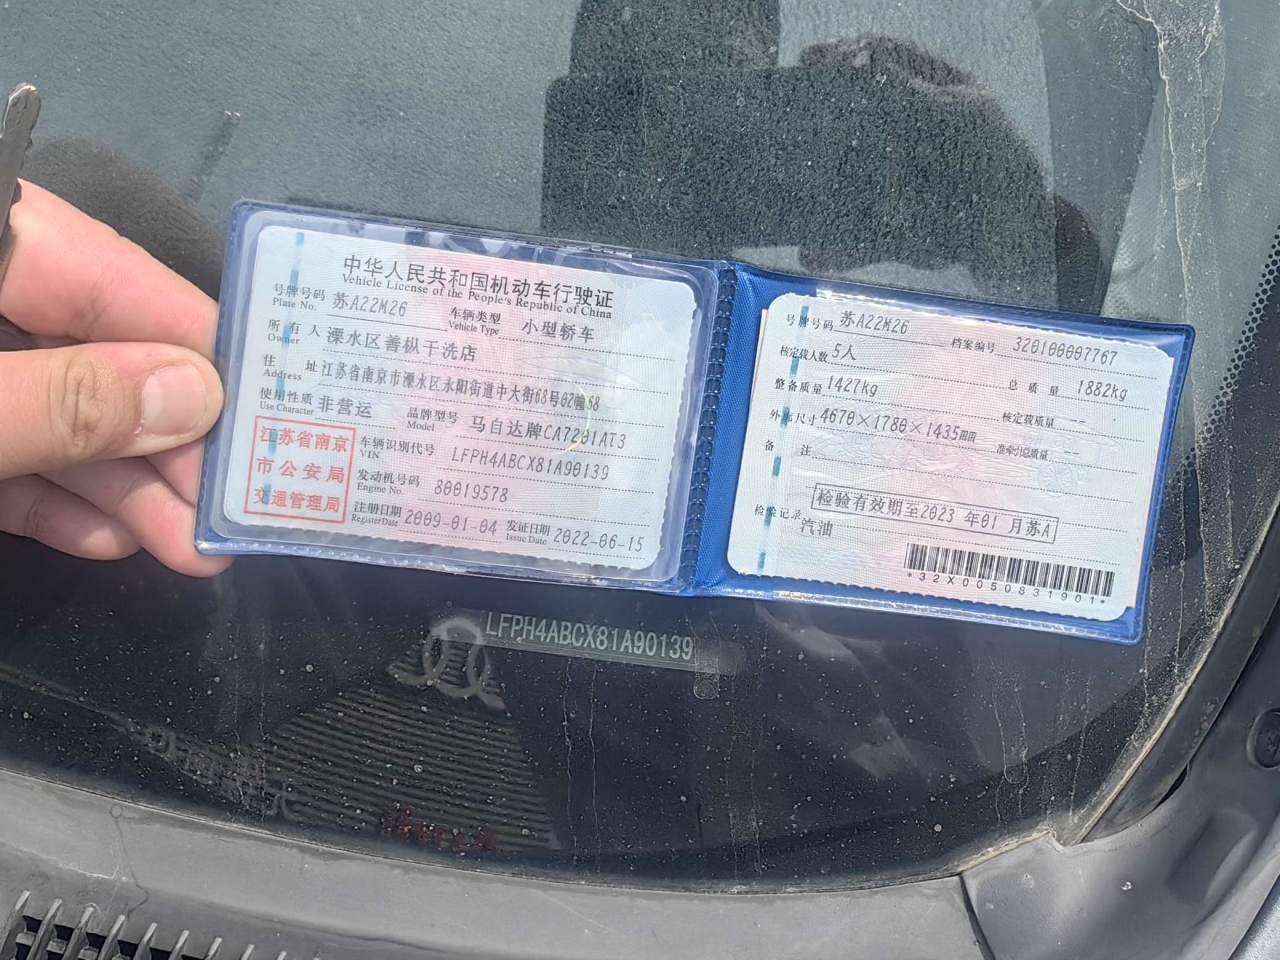 中华人民共和国机动车行驶证
Vehicle License of the People's Republic of China
号牌号码 苏A22M26 车辆类型 小型轿车
Plate No. Vehicle Type
所有人 溧水区善枞干洗店
Owner
住址 江苏省南京市溧水区永阳街道中大街68号02幢68
Address
使用性质 非营运 品牌型号 马自达牌CA7201AT3
Use Character Model
江苏省南京
市公安局
交通管理局
车辆识别代号 LFPH4ABCX81A90139
VIN
发动机号码 80019578
Engine No.
注册日期 2009-01-04 发证日期 2022-06-15
Register Date Issue Date
号牌号码 苏A22M26 档案编号 320100007767
核定载人数 5人 总质量 1882kg
整备质量 1427kg 核定载质量 --
外廓尺寸 4670×1780×1435mm 准牵引总质量 --
备注
检验有效期至2023年01月苏A
检验记录
汽油
*32X0050831901*
LFPH4ABCX81A90139